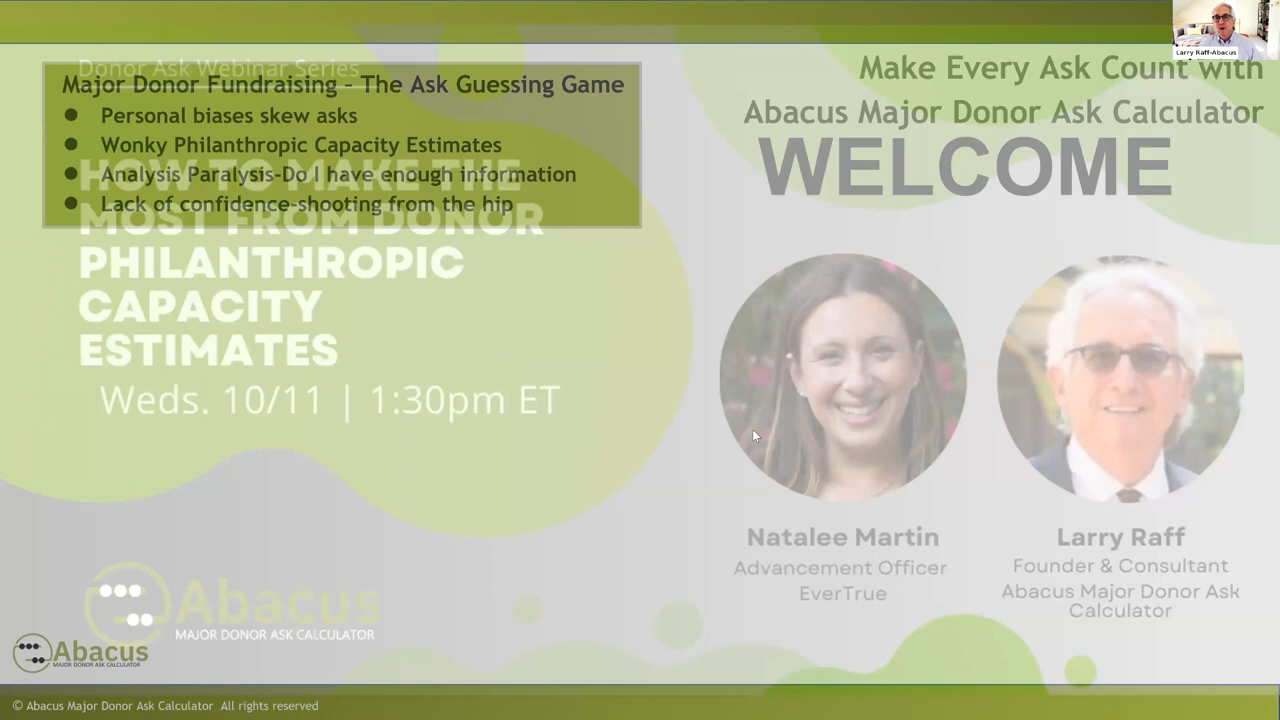 Larry Raff-Abacus
Donor Ask Webinar Series
Major Donor Fundraising – The Ask Guessing Game
● Personal biases skew asks
● Wonky Philanthropic Capacity Estimates
● Analysis Paralysis-Do I have enough information
● Lack of confidence-shooting from the hip
HOW TO MAKE THE
MOST FROM DONOR
PHILANTHROPIC
CAPACITY
ESTIMATES
Weds. 10/11 | 1:30pm ET
Make Every Ask Count with
Abacus Major Donor Ask Calculator
WELCOME
Natalee Martin
Advancement Officer
EverTrue
Larry Raff
Founder & Consultant
Abacus Major Donor Ask
Calculator
Abacus
MAJOR DONOR ASK CALCULATOR
Abacus
MAJOR DONOR ASK CALCULATOR
© Abacus Major Donor Ask Calculator All rights reserved